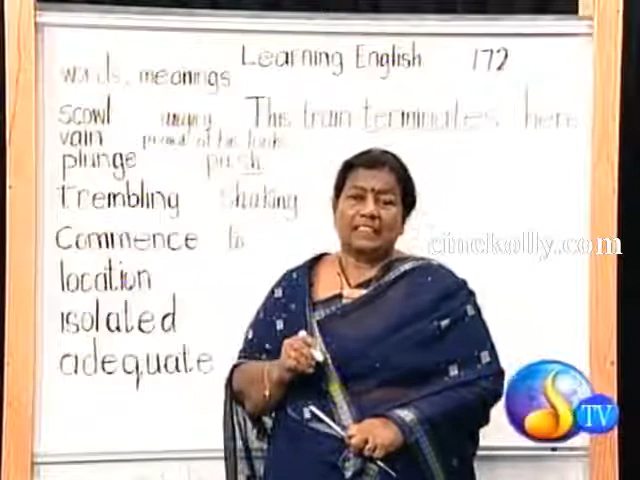 Learning English 172
words, meanings
scowl angry This train terminates here
vain proud of his looks
plunge push
trembling shaking
Commence to
location
isolated
adequate
cinekolly.com
TV